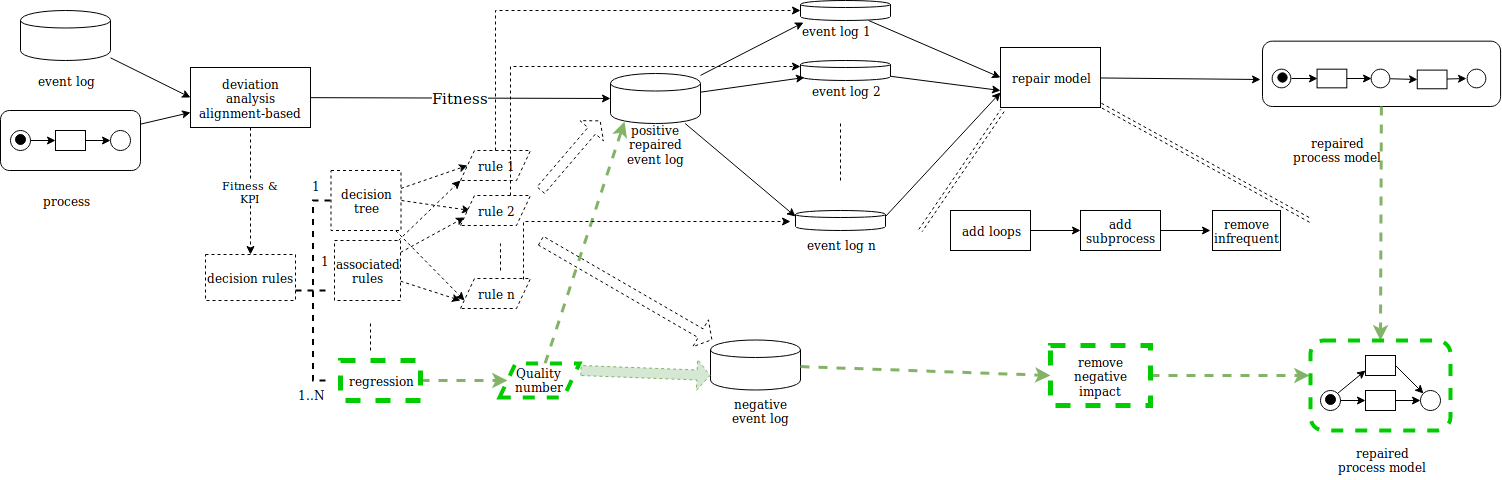 event log
process
deviation
analysis
alignment-based
Fitness
Fitness &
KPI
decision rules
1
1
1..N
decision
tree
associated
rules
regression
rule 1
rule 2
rule n
Quality
number
positive
repaired
event log
negative
event log
event log 1
event log 2
event log n
repair model
add loops
add
subprocess
remove
infrequent
remove
negative
impact
repaired
process model
repaired
process model